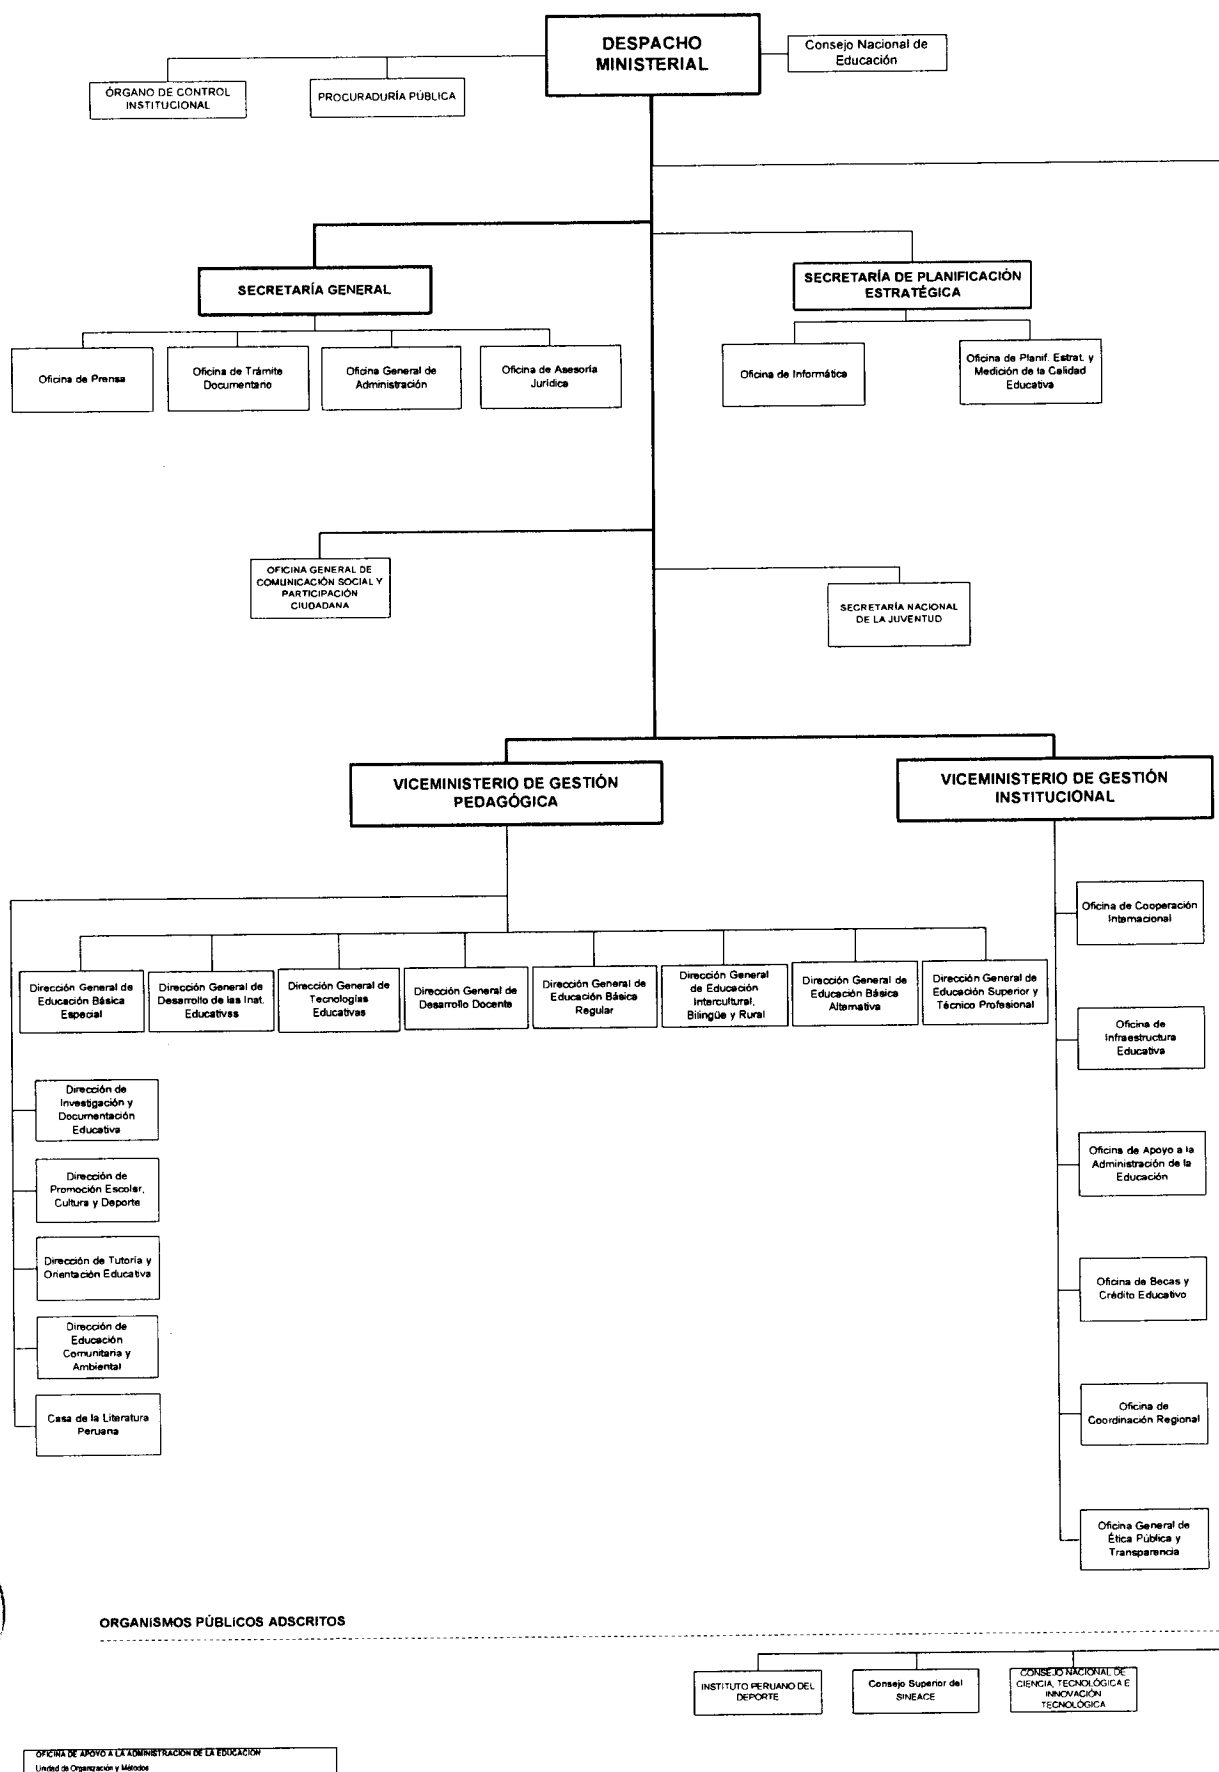 DESPACHO
MINISTERIAL
Consejo Nacional de
Educación
ÓRGANO DE CONTROL
INSTITUCIONAL
PROCURADURÍA PÚBLICA
SECRETARÍA GENERAL
SECRETARÍA DE PLANIFICACIÓN
ESTRATÉGICA
Oficina de Prensa
Oficina de Trámite
Documentario
Oficina General de
Administración
Oficina de Asesoría
Jurídica
Oficina de Informática
Oficina de Planif. Estrat. y
Medición de la Calidad
Educativa
OFICINA GENERAL DE
COMUNICACIÓN SOCIAL Y
PARTICIPACIÓN
CIUDADANA
SECRETARÍA NACIONAL
DE LA JUVENTUD
VICEMINISTERIO DE GESTIÓN
PEDAGÓGICA
VICEMINISTERIO DE GESTIÓN
INSTITUCIONAL
Dirección General de
Educación Básica
Especial
Dirección General de
Desarrollo de las Inst.
Educativas
Dirección General de
Tecnologías
Educativas
Dirección General de
Desarrollo Docente
Dirección General de
Educación Básica
Regular
Dirección General
de Educación
Intercultural,
Bilingüe y Rural
Dirección General de
Educación Básica
Alternativa
Dirección General de
Educación Superior y
Técnico Profesional
Dirección de
Investigación y
Documentación
Educativa
Dirección de
Promoción Escolar,
Cultura y Deporte
Dirección de Tutoría y
Orientación Educativa
Dirección de
Educación
Comunitaria y
Ambiental
Casa de la Literatura
Peruana
Oficina de Cooperación
Internacional
Oficina de
Infraestructura
Educativa
Oficina de Apoyo a la
Administración de la
Educación
Oficina de Becas y
Crédito Educativo
Oficina de
Coordinación Regional
Oficina General de
Ética Pública y
Transparencia
ORGANISMOS PÚBLICOS ADSCRITOS
INSTITUTO PERUANO DEL
DEPORTE
Consejo Superior del
SINEACE
CONSEJO NACIONAL DE
CIENCIA, TECNOLÓGICA E
INNOVACIÓN
TECNOLÓGICA
OFICINA DE APOYO A LA ADMINISTRACIÓN DE LA EDUCACIÓN
Unidad de Organización y Métodos